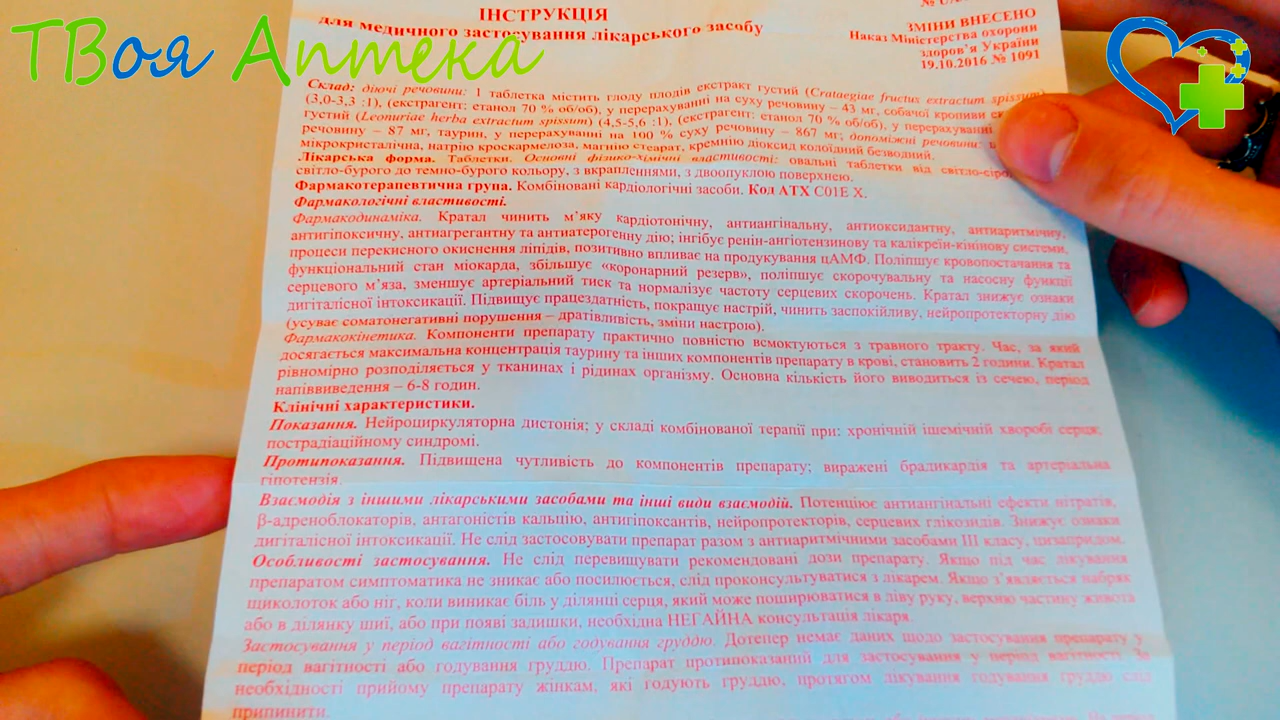 ТВоя Аптека
ІНСТРУКЦІЯ
для медичного застосування лікарського засобу
ЗМІНИ ВНЕСЕНО
Наказ Міністерства охорони
здоров'я України
19.10.2016 № 1091
Склад: діючі речовини: 1 таблетка містить глоду плодів екстракт густий (Crataegiae fructus extractum spissum)
(3,0-3,3 :1), (екстрагент: етанол 70 % об/об), у перерахуванні на суху речовину – 43 мг, собачої кропиви
густий (Leonuriae herba extractum spissum) (4,5-5,6 :1), (екстрагент: етанол 70 % об/об), у перерахуванні
речовину – 87 мг, таурин, у перерахуванні на 100 % суху речовину – 867 мг; допоміжні речовини:
мікрокристалічна, натрію кроскармелоза, магнію стеарат, кремнію діоксид колоїдний безводний.
Лікарська форма. Таблетки. Основні фізико-хімічні властивості: овальні таблетки від
світло-бурого до темно-бурого кольору, з вкрапленнями, з двоопуклою поверхнею.
Фармакотерапевтична група. Комбіновані кардіологічні засоби. Код АТХ С01Е Х.
Фармакологічні властивості.
Фармакодинаміка. Кратал чинить м'яку кардіотонічну, антиангінальну, антиоксидантну, антиаритмічну,
антигіпоксичну, антиагрегантну та антиатерогенну дію; інгібує ренін-ангіотензинову та калікреїн-кінінову системи,
процеси перекисного окиснення ліпідів, позитивно впливає на продукування цАМФ. Поліпшує кровопостачання та
функціональний стан міокарда, збільшує «коронарний резерв», поліпшує скорочувальну та насосну функції
серцевого м'яза, зменшує артеріальний тиск та нормалізує частоту серцевих скорочень. Кратал знижує ознаки
дигіталісної інтоксикації. Підвищує працездатність, покращує настрій, чинить заспокійливу, нейропротекторну дію
(усуває соматонегативні порушення – дратівливість, зміни настрою).
Фармакокінетика. Компоненти препарату практично повністю всмоктуються з травного тракту. Час, за який
досягається максимальна концентрація таурину та інших компонентів препарату в крові, становить 2 години. Кратал
рівномірно розподіляється у тканинах і рідинах організму. Основна кількість його виводиться із сечею, період
напіввиведення – 6-8 годин.
Клінічні характеристики.
Показання. Нейроциркуляторна дистонія; у складі комбінованої терапії при: хронічній ішемічній хворобі серця;
пострадіаційному синдромі.
Протипоказання. Підвищена чутливість до компонентів препарату; виражені брадикардія та артеріальна
гіпотензія.
Взаємодія з іншими лікарськими засобами та інші види взаємодій. Потенціює антиангінальні ефекти нітратів,
β-адреноблокаторів, антагоністів кальцію, антигіпоксантів, нейропротекторів, серцевих глікозидів. Знижує ознаки
дигіталісної інтоксикації. Не слід застосовувати препарат разом з антиаритмічними засобами ІІІ класу, цизапридом.
Особливості застосування. Не слід перевищувати рекомендовані дози препарату. Якщо під час лікування
препаратом симптоматика не зникає або посилюється, слід проконсультуватися з лікарем. Якщо з'являється набряк
щиколоток або ніг, коли виникає біль у ділянці серця, який може поширюватися в ліву руку, верхню частину живота
або в ділянку шиї, або при появі задишки, необхідна НЕГАЙНА консультація лікаря.
Застосування у період вагітності або годування груддю. Дотепер немає даних щодо застосування препарату у
період вагітності або годування груддю. Препарат протипоказаний для застосування у період вагітності. За
необхідності прийому препарату жінкам, які годують груддю, протягом лікування годування груддю слід
припинити.